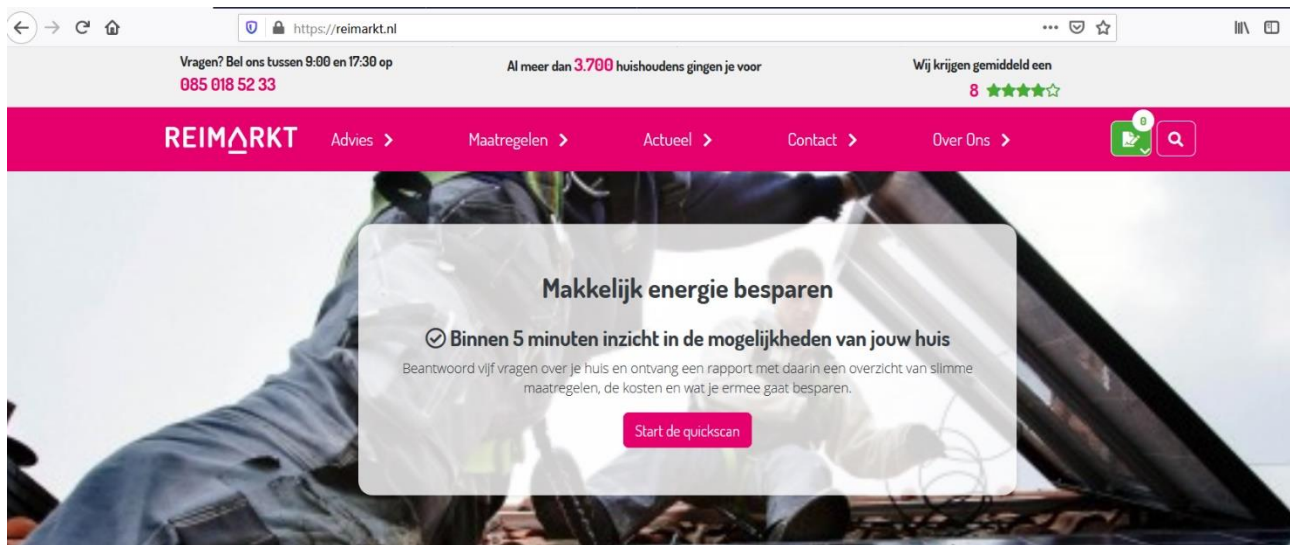 https://reimarkt.nl
Vragen? Bel ons tussen 9:00 en 17:30 op
085 018 52 33
Al meer dan 3.700 huishoudens gingen je voor
Wij krijgen gemiddeld een
8
REIMARKT
Advies
Maatregelen
Actueel
Contact
Over Ons
0
Makkelijk energie besparen
Binnen 5 minuten inzicht in de mogelijkheden van jouw huis
Beantwoord vijf vragen over je huis en ontvang een rapport met daarin een overzicht van slimme
maatregelen, de kosten en wat je ermee gaat besparen.
Start de quickscan